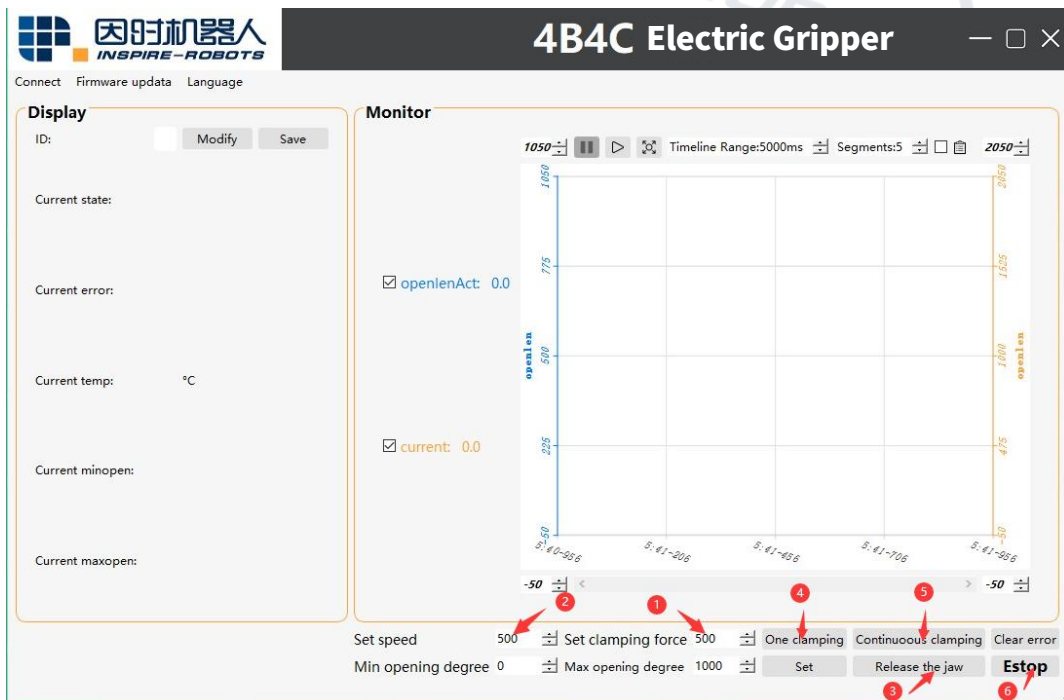 因时机器人
INSPIRE-ROBOTS
4B4C Electric Gripper
Connect Firmware updata Language
Display
ID: Modify Save
Current state:
Current error:
Current temp: °C
Current minopen:
Current maxopen:
Monitor
1050 Timeline Range:5000ms Segments:5 2050
1050 2050
775 1525
openlenAct: 0.0
openlen 500 1000 openlen
current: 0.0
225 475
-50 -50
5:40-956 5:41-206 5:41-456 5:41-706 5:41-956
-50 < > -50
2 1 4 5
Set speed 500 Set clamping force 500 One clamping Continuoous clamping Clear error
Min opening degree 0 Max opening degree 1000 Set Release the jaw Estop
3 6